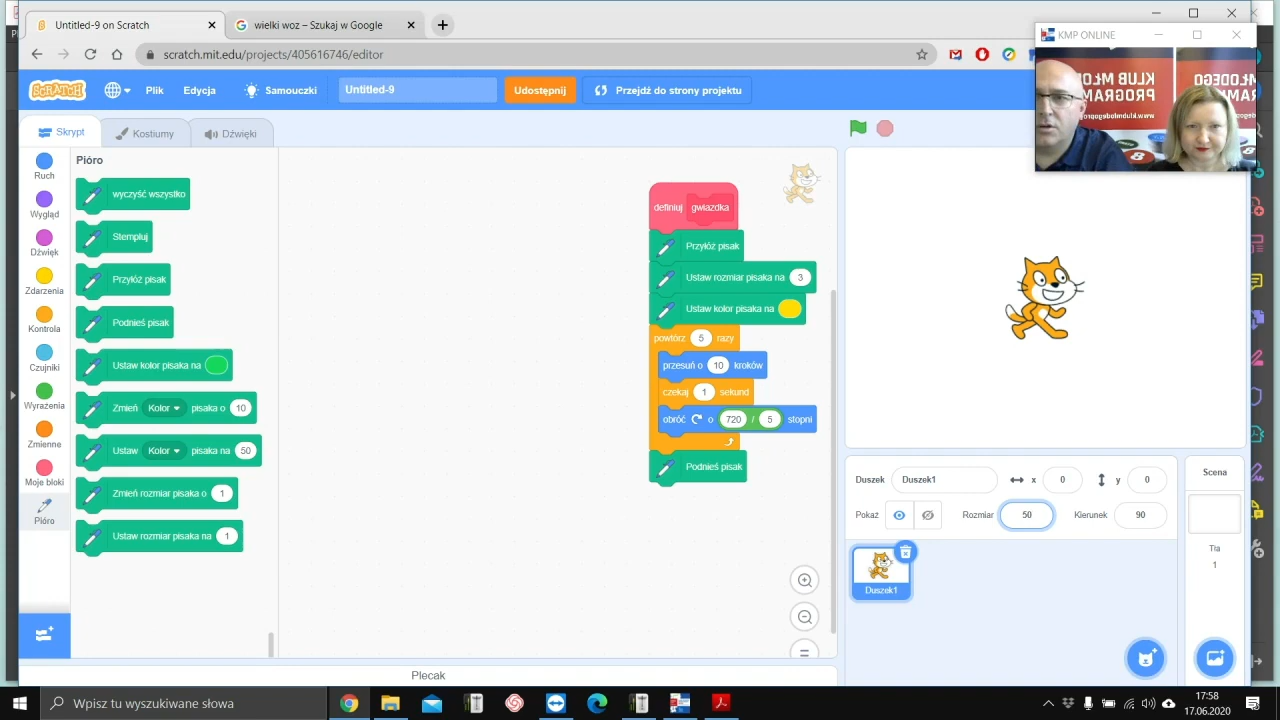 Untitled-9 on Scratch
wielki woz – Szukaj w Google
KMP ONLINE
scratch.mit.edu/projects/405616746/editor
SCRATCH
Plik
Edycja
Samouczki
Untitled-9
Udostępnij
Przejdź do strony projektu
KLUB MŁO
PROGRAM
Skrypt
Kostiumy
Dźwięki
Ruch
Wygląd
Dźwięk
Zdarzenia
Kontrola
Czujniki
Wyrażenia
Zmienne
Moje bloki
Pióro
Pióro
wyczyść wszystko
Stempluj
Przyłóż pisak
Podnieś pisak
Ustaw kolor pisaka na
Zmień Kolor pisaka o 10
Ustaw Kolor pisaka na 50
Zmień rozmiar pisaka o 1
Ustaw rozmiar pisaka na 1
definiuj gwiazdka
Przyłóż pisak
Ustaw rozmiar pisaka na 3
Ustaw kolor pisaka na
powtórz 5 razy
przesuń o 10 kroków
czekaj 1 sekund
obróć o 720 / 5 stopni
Podnieś pisak
Duszek Duszek1 x 0 y 0
Pokaż Rozmiar 50 Kierunek 90
Duszek1
Scena
Tła
1
Plecak
Wpisz tu wyszukiwane słowa
17:58
17.06.2020